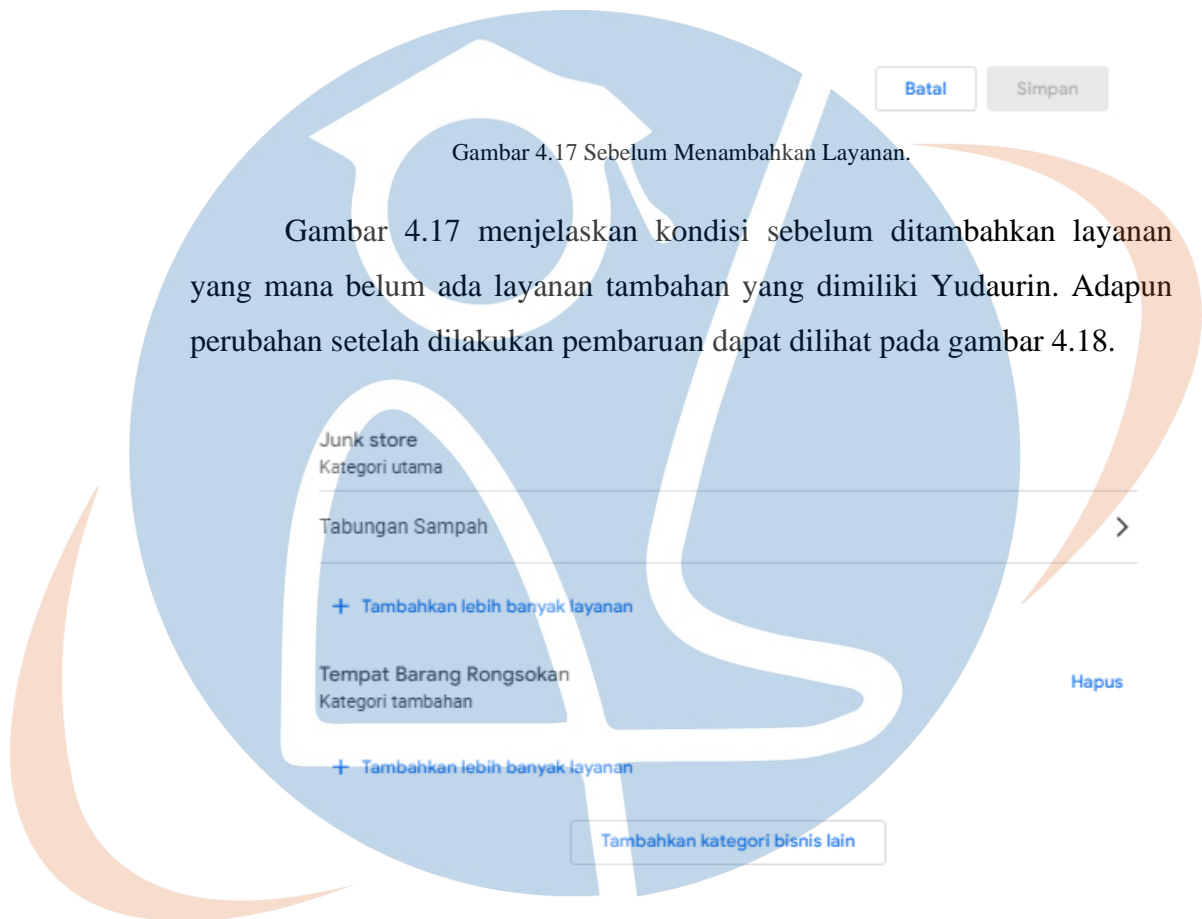 Batal Simpan
Gambar 4.17 Sebelum Menambahkan Layanan.
Gambar 4.17 menjelaskan kondisi sebelum ditambahkan layanan
yang mana belum ada layanan tambahan yang dimiliki Yudaurin. Adapun
perubahan setelah dilakukan pembaruan dapat dilihat pada gambar 4.18.
Junk store
Kategori utama
Tabungan Sampah
+ Tambahkan lebih banyak layanan
Tempat Barang Rongsokan
Hapus
Kategori tambahan
+ Tambahkan lebih banyak layanan
Tambahkan kategori bisnis lain